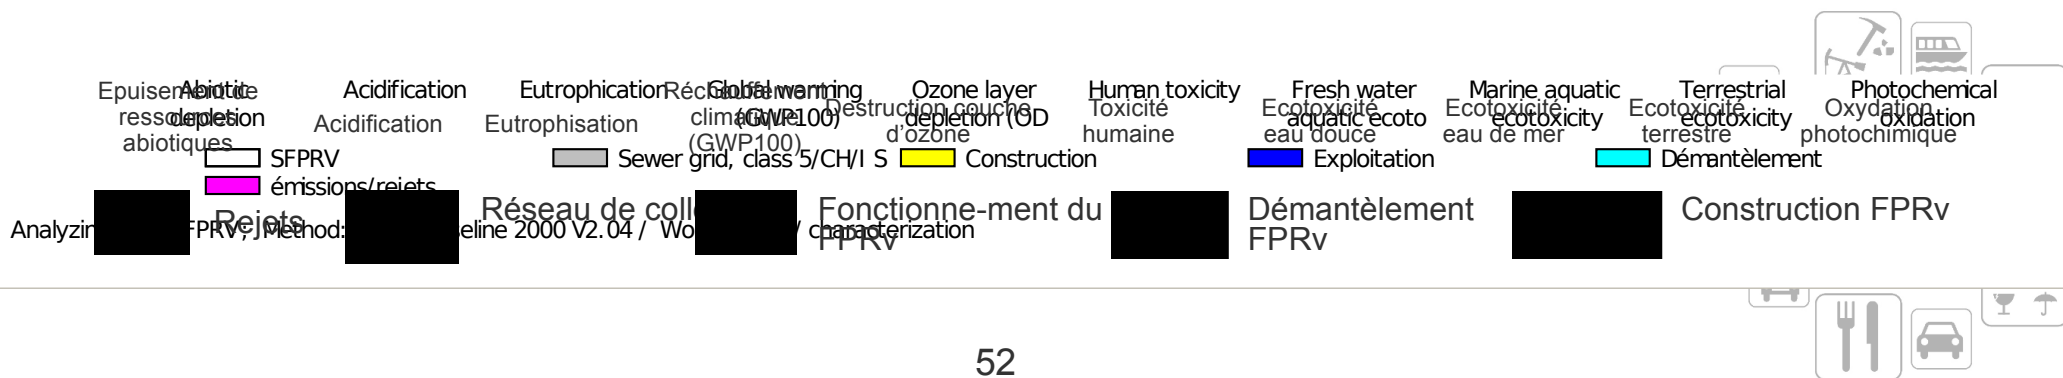 Abiotic depletion
Epuisement de ressources abiotiques
Acidification
Acidification
Eutrophication
Eutrophisation
Global warming (GWP100)
Réchauffement climatique (GWP100)
Ozone layer depletion (OD
Destruction couche d'ozone
Human toxicity
Toxicité humaine
Fresh water aquatic ecoto
Ecotoxicité eau douce
Marine aquatic ecotoxicity
Ecotoxicité eau de mer
Terrestrial ecotoxicity
Ecotoxicité terrestre
Photochemical oxidation
Oxydation photochimique
SFPRV
Sewer grid, class 5/CH/I S
Construction
Exploitation
Démantèlement
émissions/rejets
Rejets
Réseau de coll
Fonctionne-ment du FPRv
Démantèlement FPRv
Construction FPRv
Analyzin FPRV; Method: seline 2000 V2.04 / Wo / characterization
52